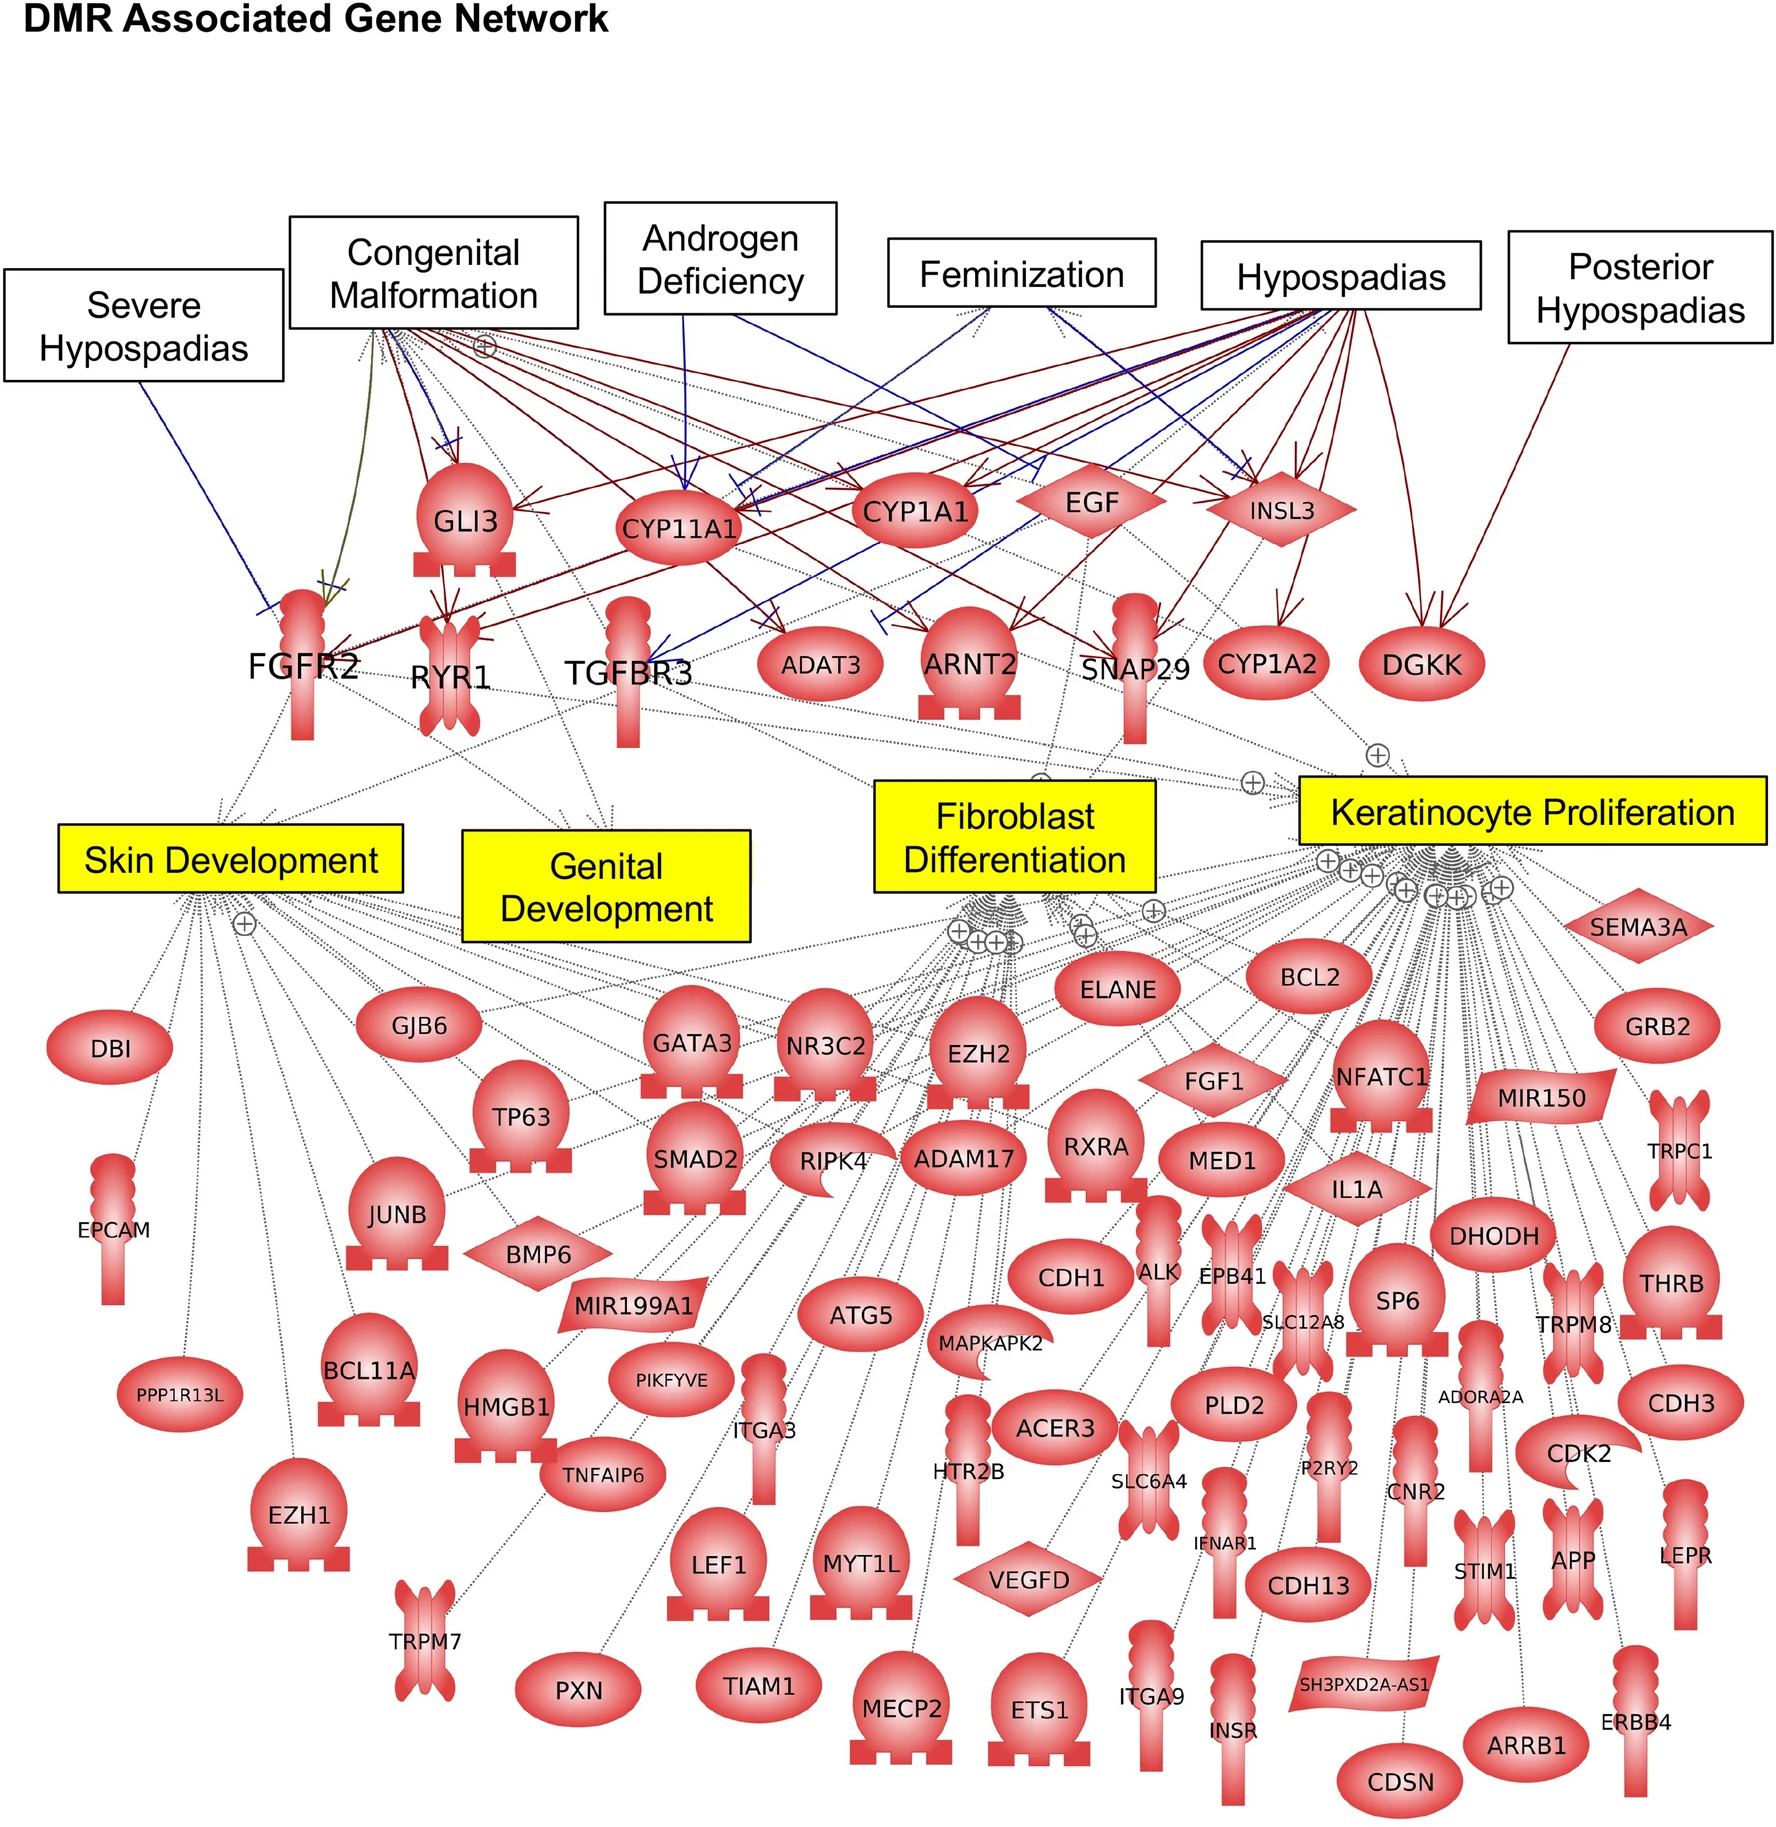 DMR Associated Gene Network
Severe
Hypospadias
Congenital
Malformation
Androgen
Deficiency
Feminization
Hypospadias
Posterior
Hypospadias
GLI3
CYP11A1
CYP1A1
EGF
INSL3
FGFR2
RYR1
TGFBR3
ADAT3
ARNT2
SNAP29
CYP1A2
DGKK
Skin Development
Genital
Development
Fibroblast
Differentiation
Keratinocyte Proliferation
SEMA3A
DBI
GJB6
GATA3
NR3C2
EZH2
ELANE
BCL2
GRB2
TP63
SMAD2
RIPK4
ADAM17
RXRA
FGF1
MED1
NFATC1
MIR150
TRPC1
EPCAM
JUNB
BMP6
MIR199A1
ATG5
MAPKAPK2
CDH1
ALK
EPB41
IL1A
SLC12A8
SP6
DHODH
TRPM8
THRB
PPP1R13L
BCL11A
HMGB1
PIKFYVE
TNFAIP6
ITGA3
HTR2B
ACER3
SLC6A4
PLD2
P2RY2
CNR2
ADORA2A
CDK2
CDH3
EZH1
LEF1
MYT1L
VEGFD
IFNAR1
CDH13
STIM1
APP
LEPR
TRPM7
PXN
TIAM1
MECP2
ETS1
ITGA9
INSR
SH3PXD2A-AS1
CDSN
ARRB1
ERBB4